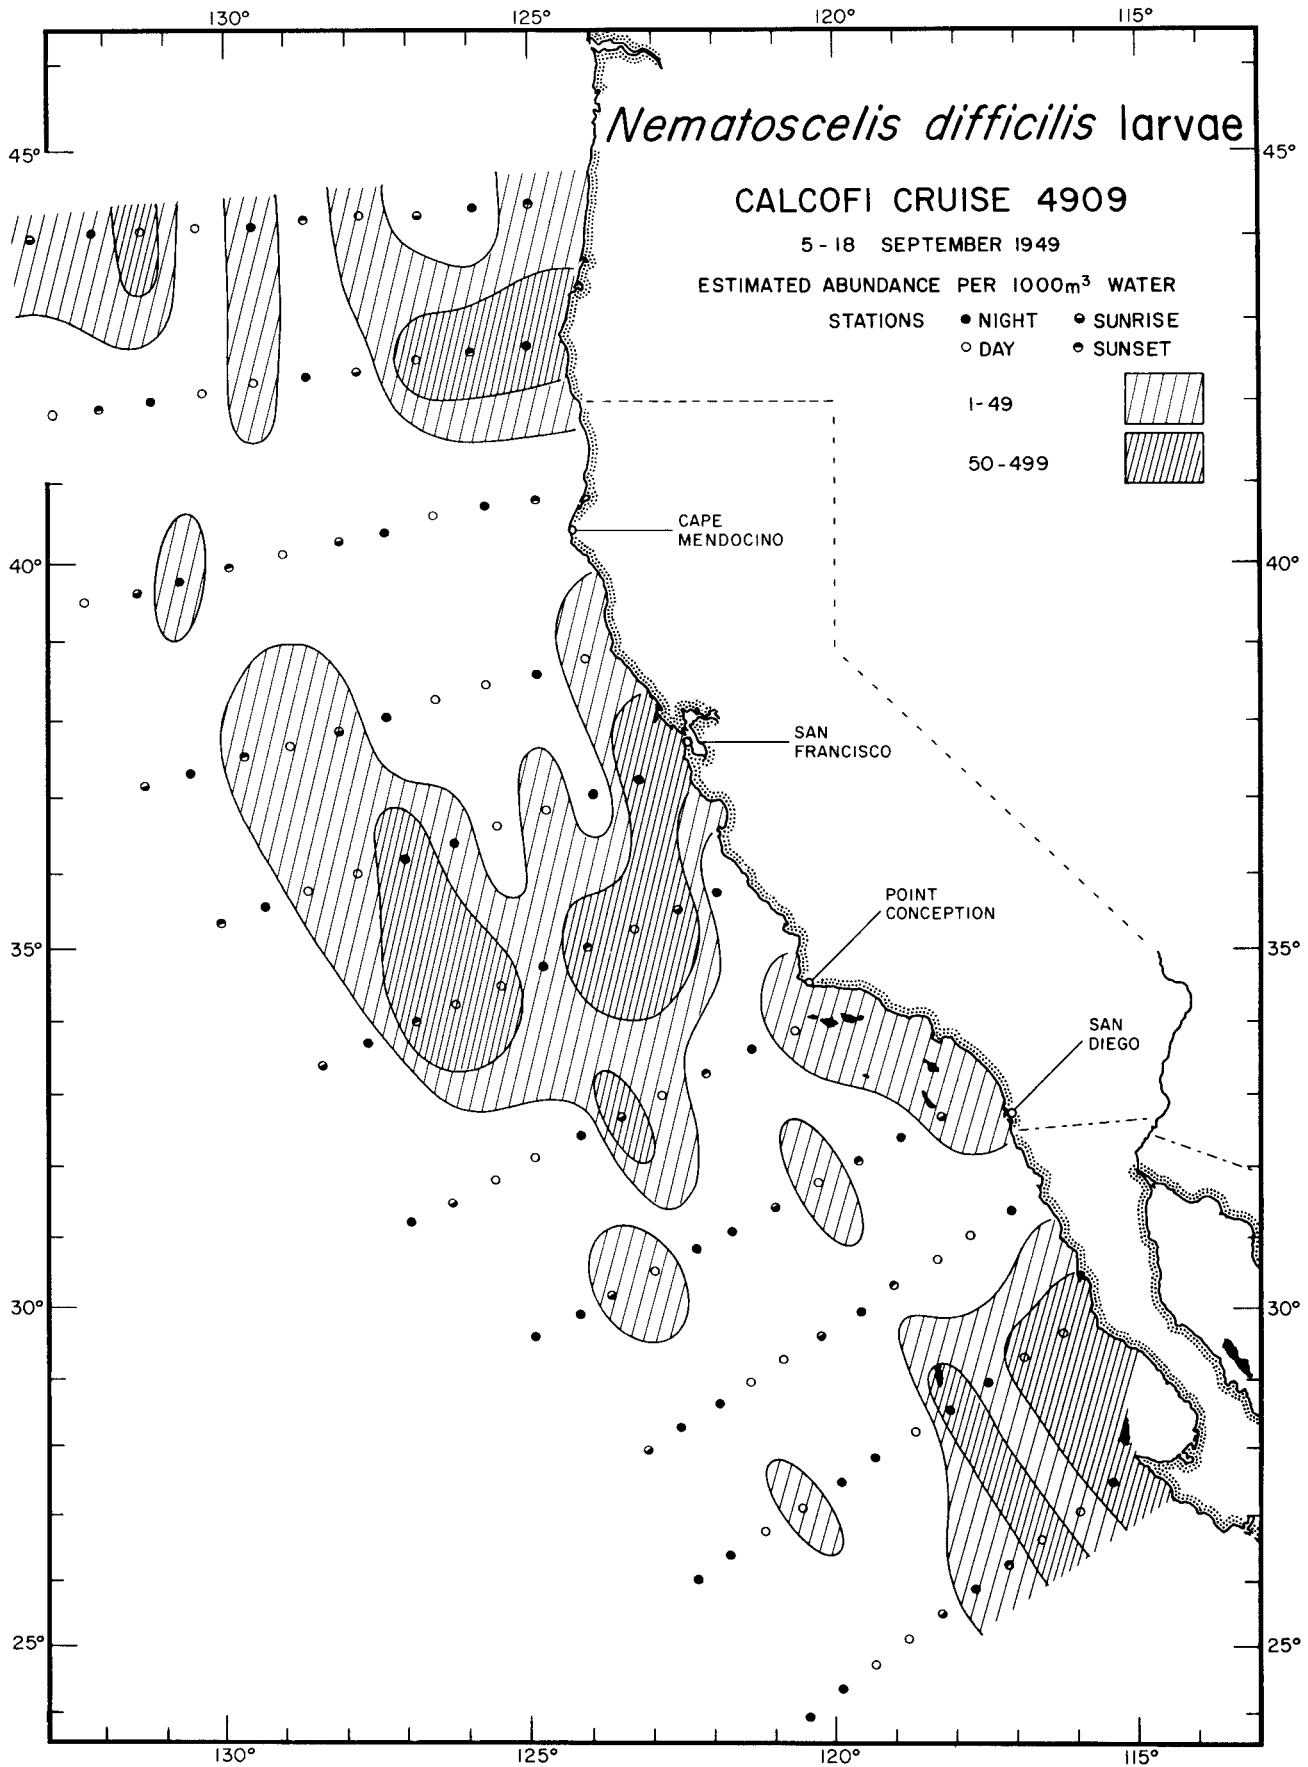 130° 125° 120° 115°
Nematoscelis difficilis larvae
45° 45°
CALCOFI CRUISE 4909
5-18 SEPTEMBER 1949
ESTIMATED ABUNDANCE PER 1000m³ WATER
STATIONS NIGHT SUNRISE
DAY SUNSET
1-49
50-499
CAPE
MENDOCINO
40° 40°
SAN
FRANCISCO
POINT
CONCEPTION
35° 35°
SAN
DIEGO
30° 30°
25° 25°
130° 125° 120° 115°